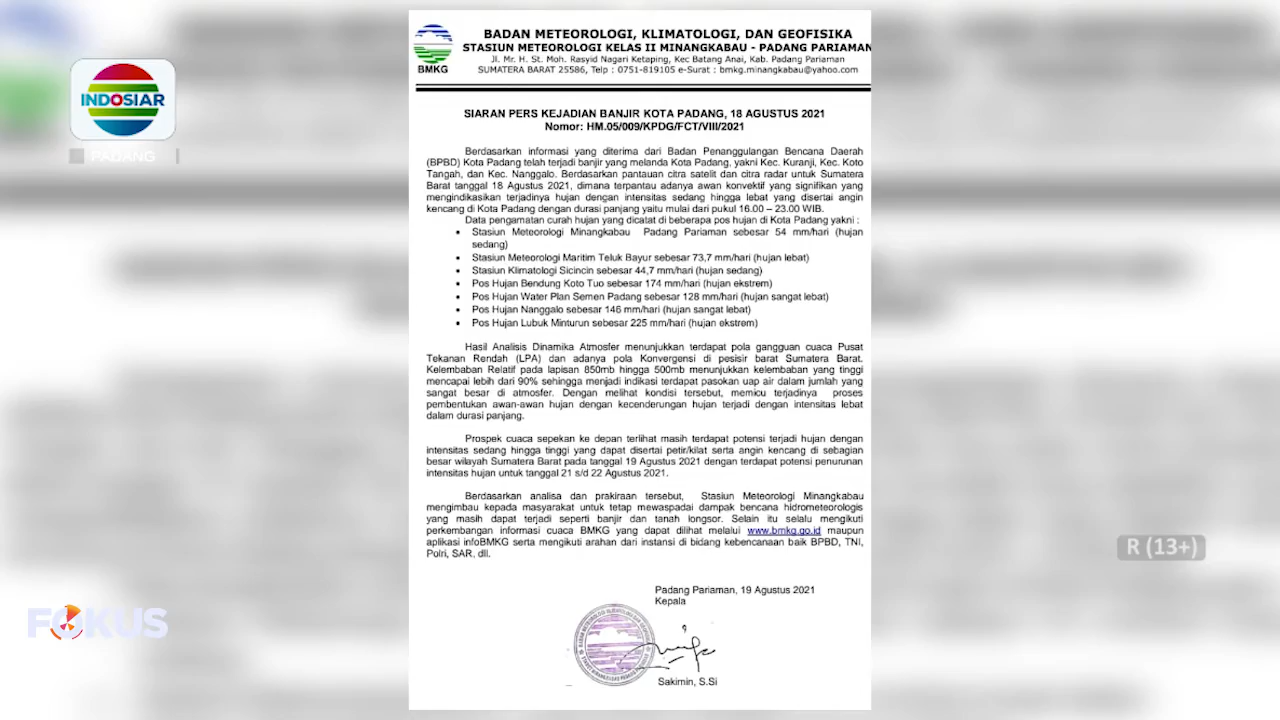 BADAN METEOROLOGI, KLIMATOLOGI, DAN GEOFISIKA
STASIUN METEOROLOGI KELAS II MINANGKABAU - PADANG PARIAMAN
Jl. Mr. H. St. Moh. Rasyid Nagari Ketaping, Kec Batang Anai, Kab. Padang Pariaman
SUMATERA BARAT 25586, Telp : 0751-819105 e-Surat : bmkg.minangkabau@yahoo.com
BMKG
INDOSIAR
PADANG
SIARAN PERS KEJADIAN BANJIR KOTA PADANG, 18 AGUSTUS 2021
Nomor: HM.05/009/KPDG/FCT/VIII/2021
Berdasarkan informasi yang diterima dari Badan Penanggulangan Bencana Daerah
(BPBD) Kota Padang telah terjadi banjir yang melanda Kota Padang, yakni Kec. Kuranji, Kec. Koto
Tangah, dan Kec. Nanggalo. Berdasarkan pantauan citra satelit dan citra radar untuk Sumatera
Barat tanggal 18 Agustus 2021, dimana terpantau adanya awan konvektif yang signifikan yang
mengindikasikan terjadinya hujan dengan intensitas sedang hingga lebat yang disertai angin
kencang di Kota Padang dengan durasi panjang yaitu mulai dari pukul 16.00 – 23.00 WIB.
Data pengamatan curah hujan yang dicatat di beberapa pos hujan di Kota Padang yakni :
• Stasiun Meteorologi Minangkabau Padang Pariaman sebesar 54 mm/hari (hujan
sedang)
• Stasiun Meteorologi Maritim Teluk Bayur sebesar 73,7 mm/hari (hujan lebat)
• Stasiun Klimatologi Sicincin sebesar 44,7 mm/hari (hujan sedang)
• Pos Hujan Bendung Koto Tuo sebesar 174 mm/hari (hujan ekstrem)
• Pos Hujan Water Plan Semen Padang sebesar 128 mm/hari (hujan sangat lebat)
• Pos Hujan Nanggalo sebesar 146 mm/hari (hujan sangat lebat)
• Pos Hujan Lubuk Minturun sebesar 225 mm/hari (hujan ekstrem)
Hasil Analisis Dinamika Atmosfer menunjukkan terdapat pola gangguan cuaca Pusat
Tekanan Rendah (LPA) dan adanya pola Konvergensi di pesisir barat Sumatera Barat.
Kelembaban Relatif pada lapisan 850mb hingga 500mb menunjukkan kelembaban yang tinggi
mencapai lebih dari 90% sehingga menjadi indikasi terdapat pasokan uap air dalam jumlah yang
sangat besar di atmosfer. Dengan melihat kondisi tersebut, memicu terjadinya proses
pembentukan awan-awan hujan dengan kecenderungan hujan terjadi dengan intensitas lebat
dalam durasi panjang.
Prospek cuaca sepekan ke depan terlihat masih terdapat potensi terjadi hujan dengan
intensitas sedang hingga tinggi yang dapat disertai petir/kilat serta angin kencang di sebagian
besar wilayah Sumatera Barat pada tanggal 19 Agustus 2021 dengan terdapat potensi penurunan
intensitas hujan untuk tanggal 21 s/d 22 Agustus 2021.
Berdasarkan analisa dan prakiraan tersebut, Stasiun Meteorologi Minangkabau
mengimbau kepada masyarakat untuk tetap mewaspadai dampak bencana hidrometeorologis
yang masih dapat terjadi seperti banjir dan tanah longsor. Selain itu selalu mengikuti
perkembangan informasi cuaca BMKG yang dapat dilihat melalui www.bmkg.go.id maupun
aplikasi infoBMKG serta mengikuti arahan dari instansi di bidang kebencanaan baik BPBD, TNI,
Polri, SAR, dll.
R (13+)
Padang Pariaman, 19 Agustus 2021
Kepala
FOKUS
Sakimin, S.Si